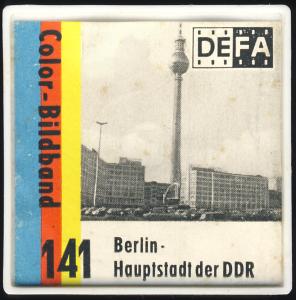 DEFA
Color-Bildband
141
Berlin-
Hauptstadt der DDR